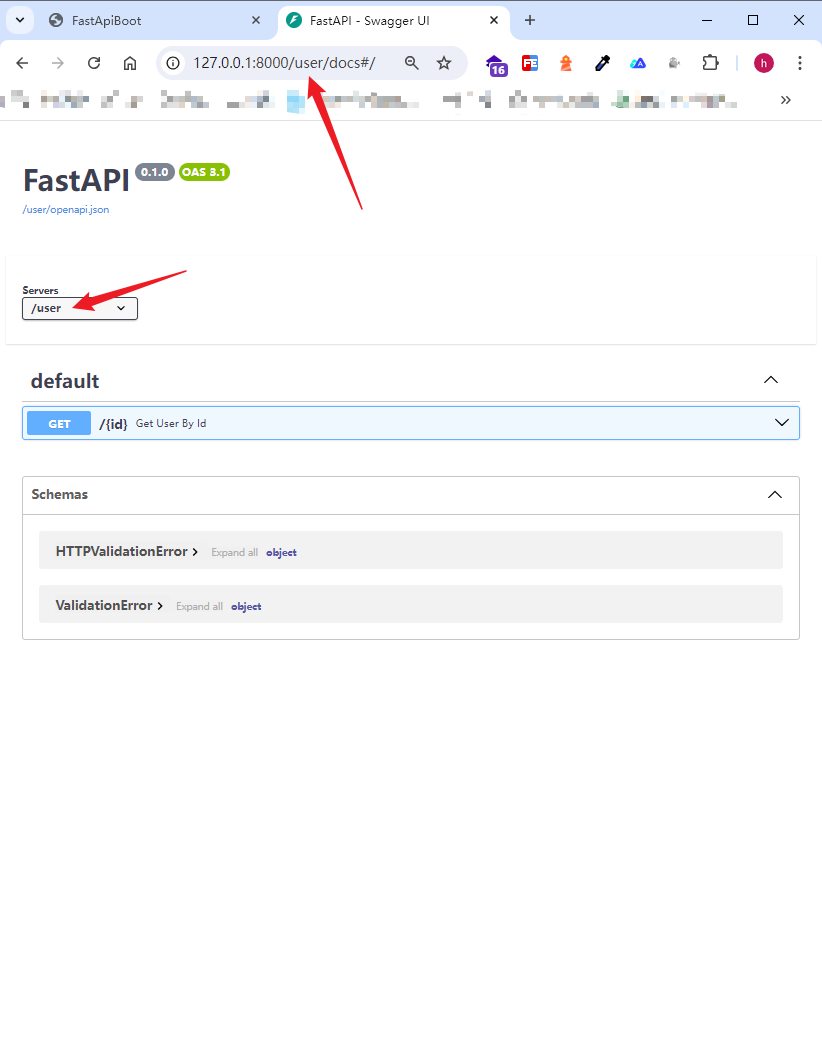 FastApiBoot
FastAPI - Swagger UI
127.0.0.1:8000/user/docs#/
16
FE
h
FastAPI 0.1.0 OAS 3.1
/user/openapi.json
Servers
/user
default
GET /{id} Get User By Id
Schemas
HTTPValidationError Expand all object
ValidationError Expand all object